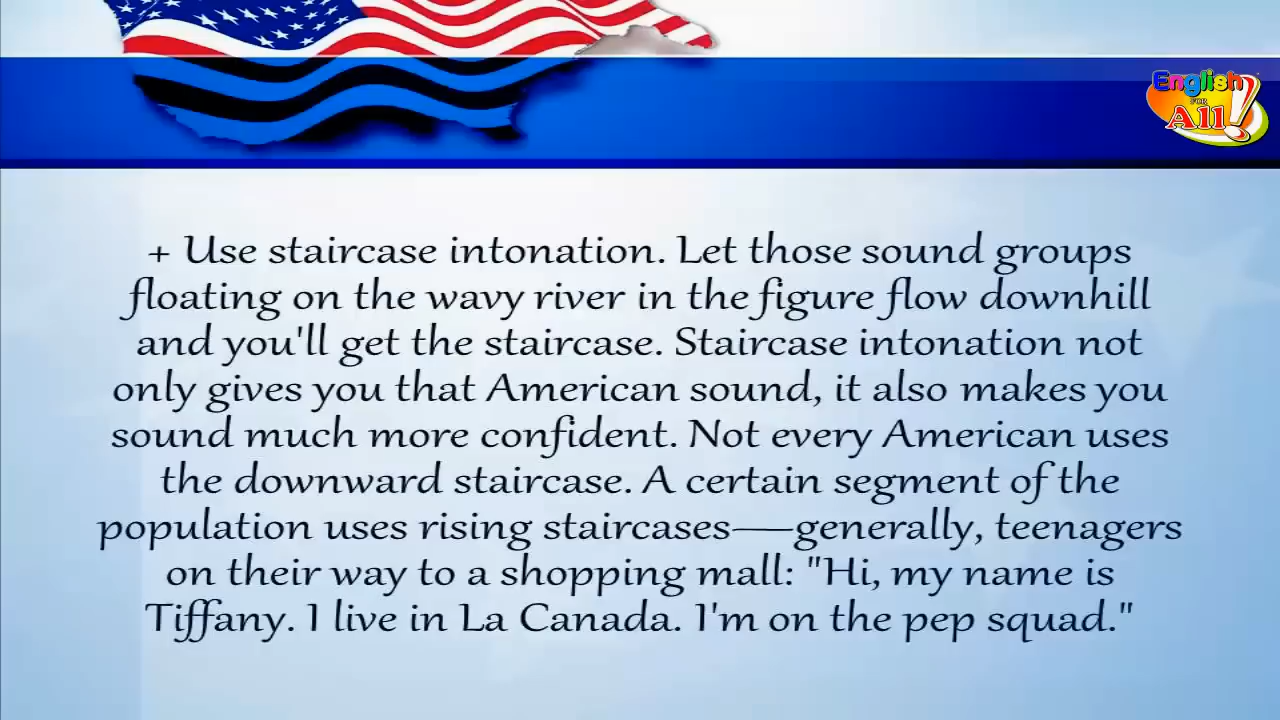 English
FOR
All!
+ Use staircase intonation. Let those sound groups
floating on the wavy river in the figure flow downhill
and you'll get the staircase. Staircase intonation not
only gives you that American sound, it also makes you
sound much more confident. Not every American uses
the downward staircase. A certain segment of the
population uses rising staircases—generally, teenagers
on their way to a shopping mall: "Hi, my name is
Tiffany. I live in La Canada. I'm on the pep squad."